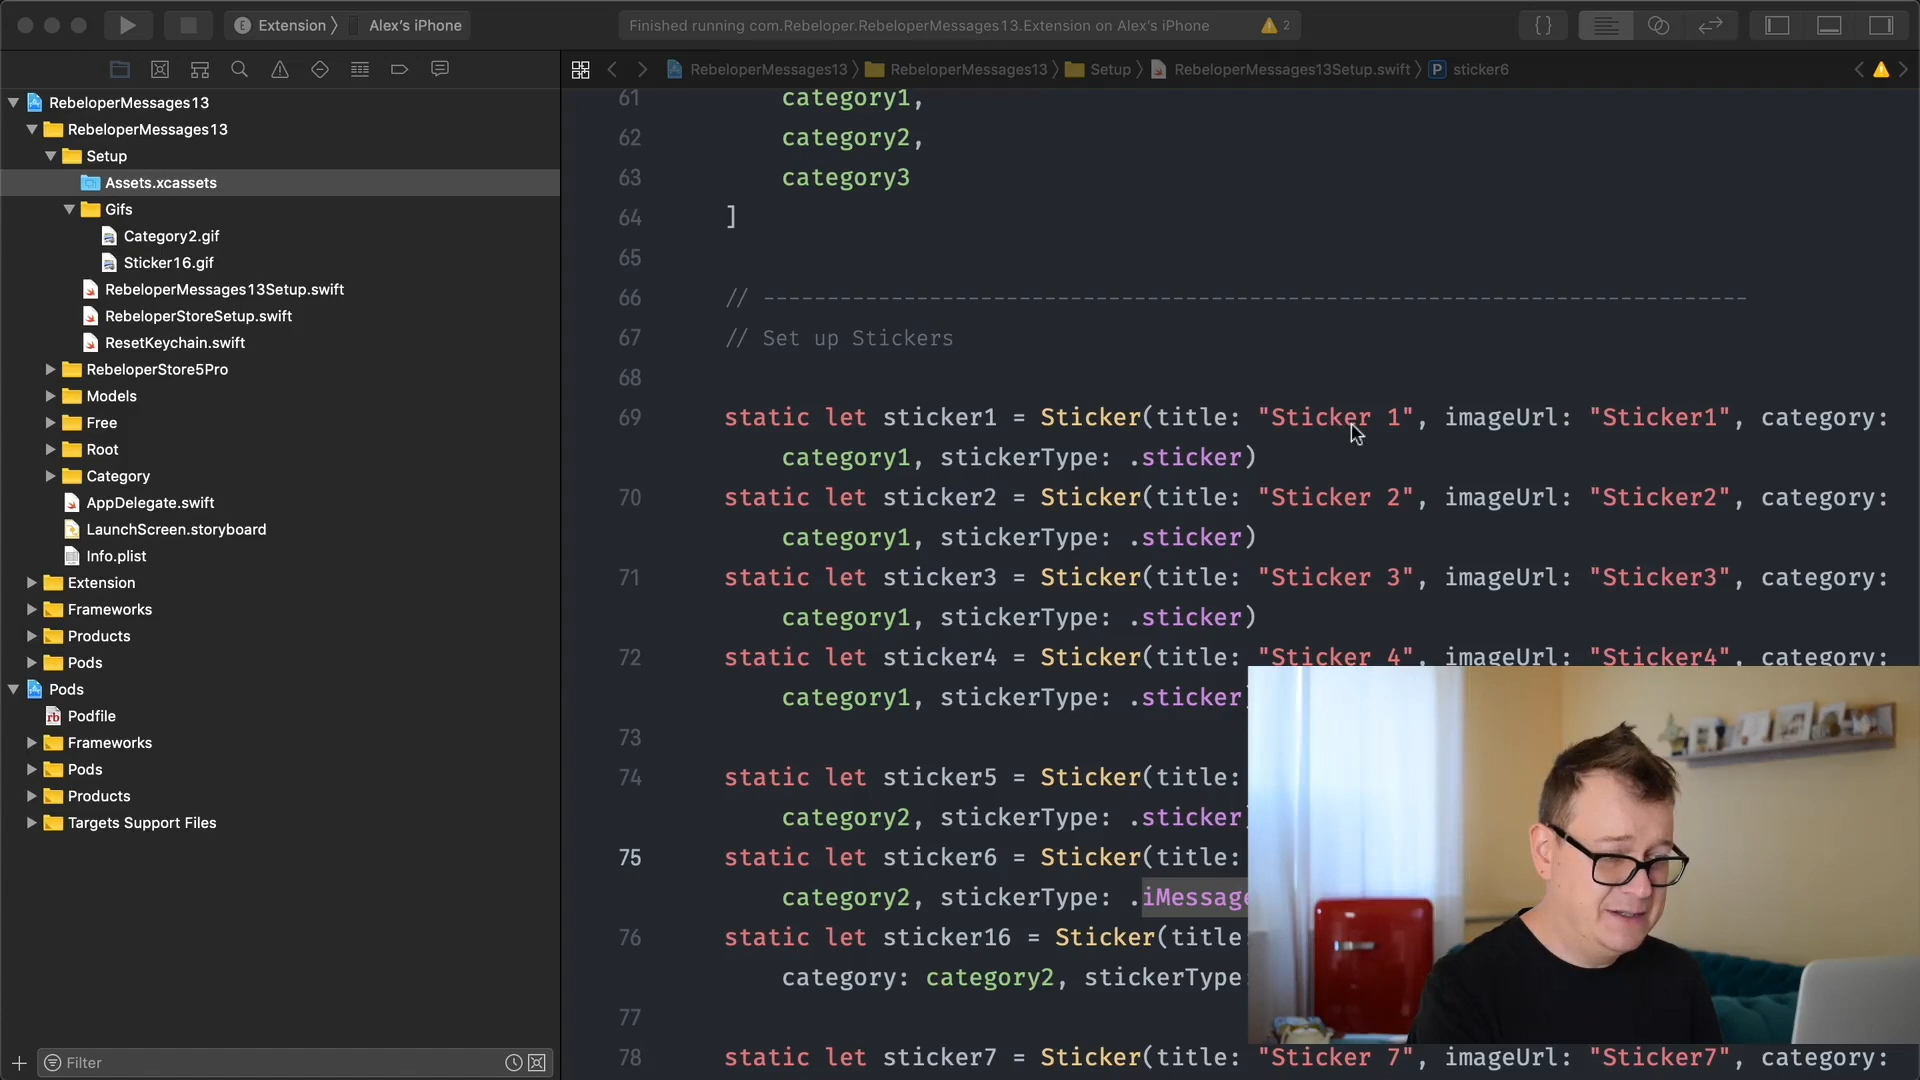 Extension
Alex's iPhone
Finished running com.Rebeloper.RebeloperMessages13.Extension on Alex's iPhone
2
RebeloperMessages13
RebeloperMessages13
Setup
RebeloperMessages13Setup.swift
P
sticker6
RebeloperMessages13
RebeloperMessages13
Setup
Assets.xcassets
Gifs
Category2.gif
Sticker16.gif
RebeloperMessages13Setup.swift
RebeloperStoreSetup.swift
ResetKeychain.swift
RebeloperStore5Pro
Models
Free
Root
Category
AppDelegate.swift
LaunchScreen.storyboard
Info.plist
Extension
Frameworks
Products
Pods
Pods
Podfile
Frameworks
Pods
Products
Targets Support Files
Filter
61 category1,
62 category2,
63 category3
64 ]
65
66 // ------------------------------------------------------------------------------
67 // Set up Stickers
68
69 static let sticker1 = Sticker(title: "Sticker 1", imageUrl: "Sticker1", category:
category1, stickerType: .sticker)
70 static let sticker2 = Sticker(title: "Sticker 2", imageUrl: "Sticker2", category:
category1, stickerType: .sticker)
71 static let sticker3 = Sticker(title: "Sticker 3", imageUrl: "Sticker3", category:
category1, stickerType: .sticker)
72 static let sticker4 = Sticker(title: "Sticker 4", imageUrl: "Sticker4", category:
category1, stickerType: .sticker
73
74 static let sticker5 = Sticker(title:
category2, stickerType: .sticker
75 static let sticker6 = Sticker(title:
category2, stickerType: .iMessage
76 static let sticker16 = Sticker(title
category: category2, stickerType
77
78 static let sticker7 = Sticker(title: "Sticker 7", imageUrl: "Sticker7", category: